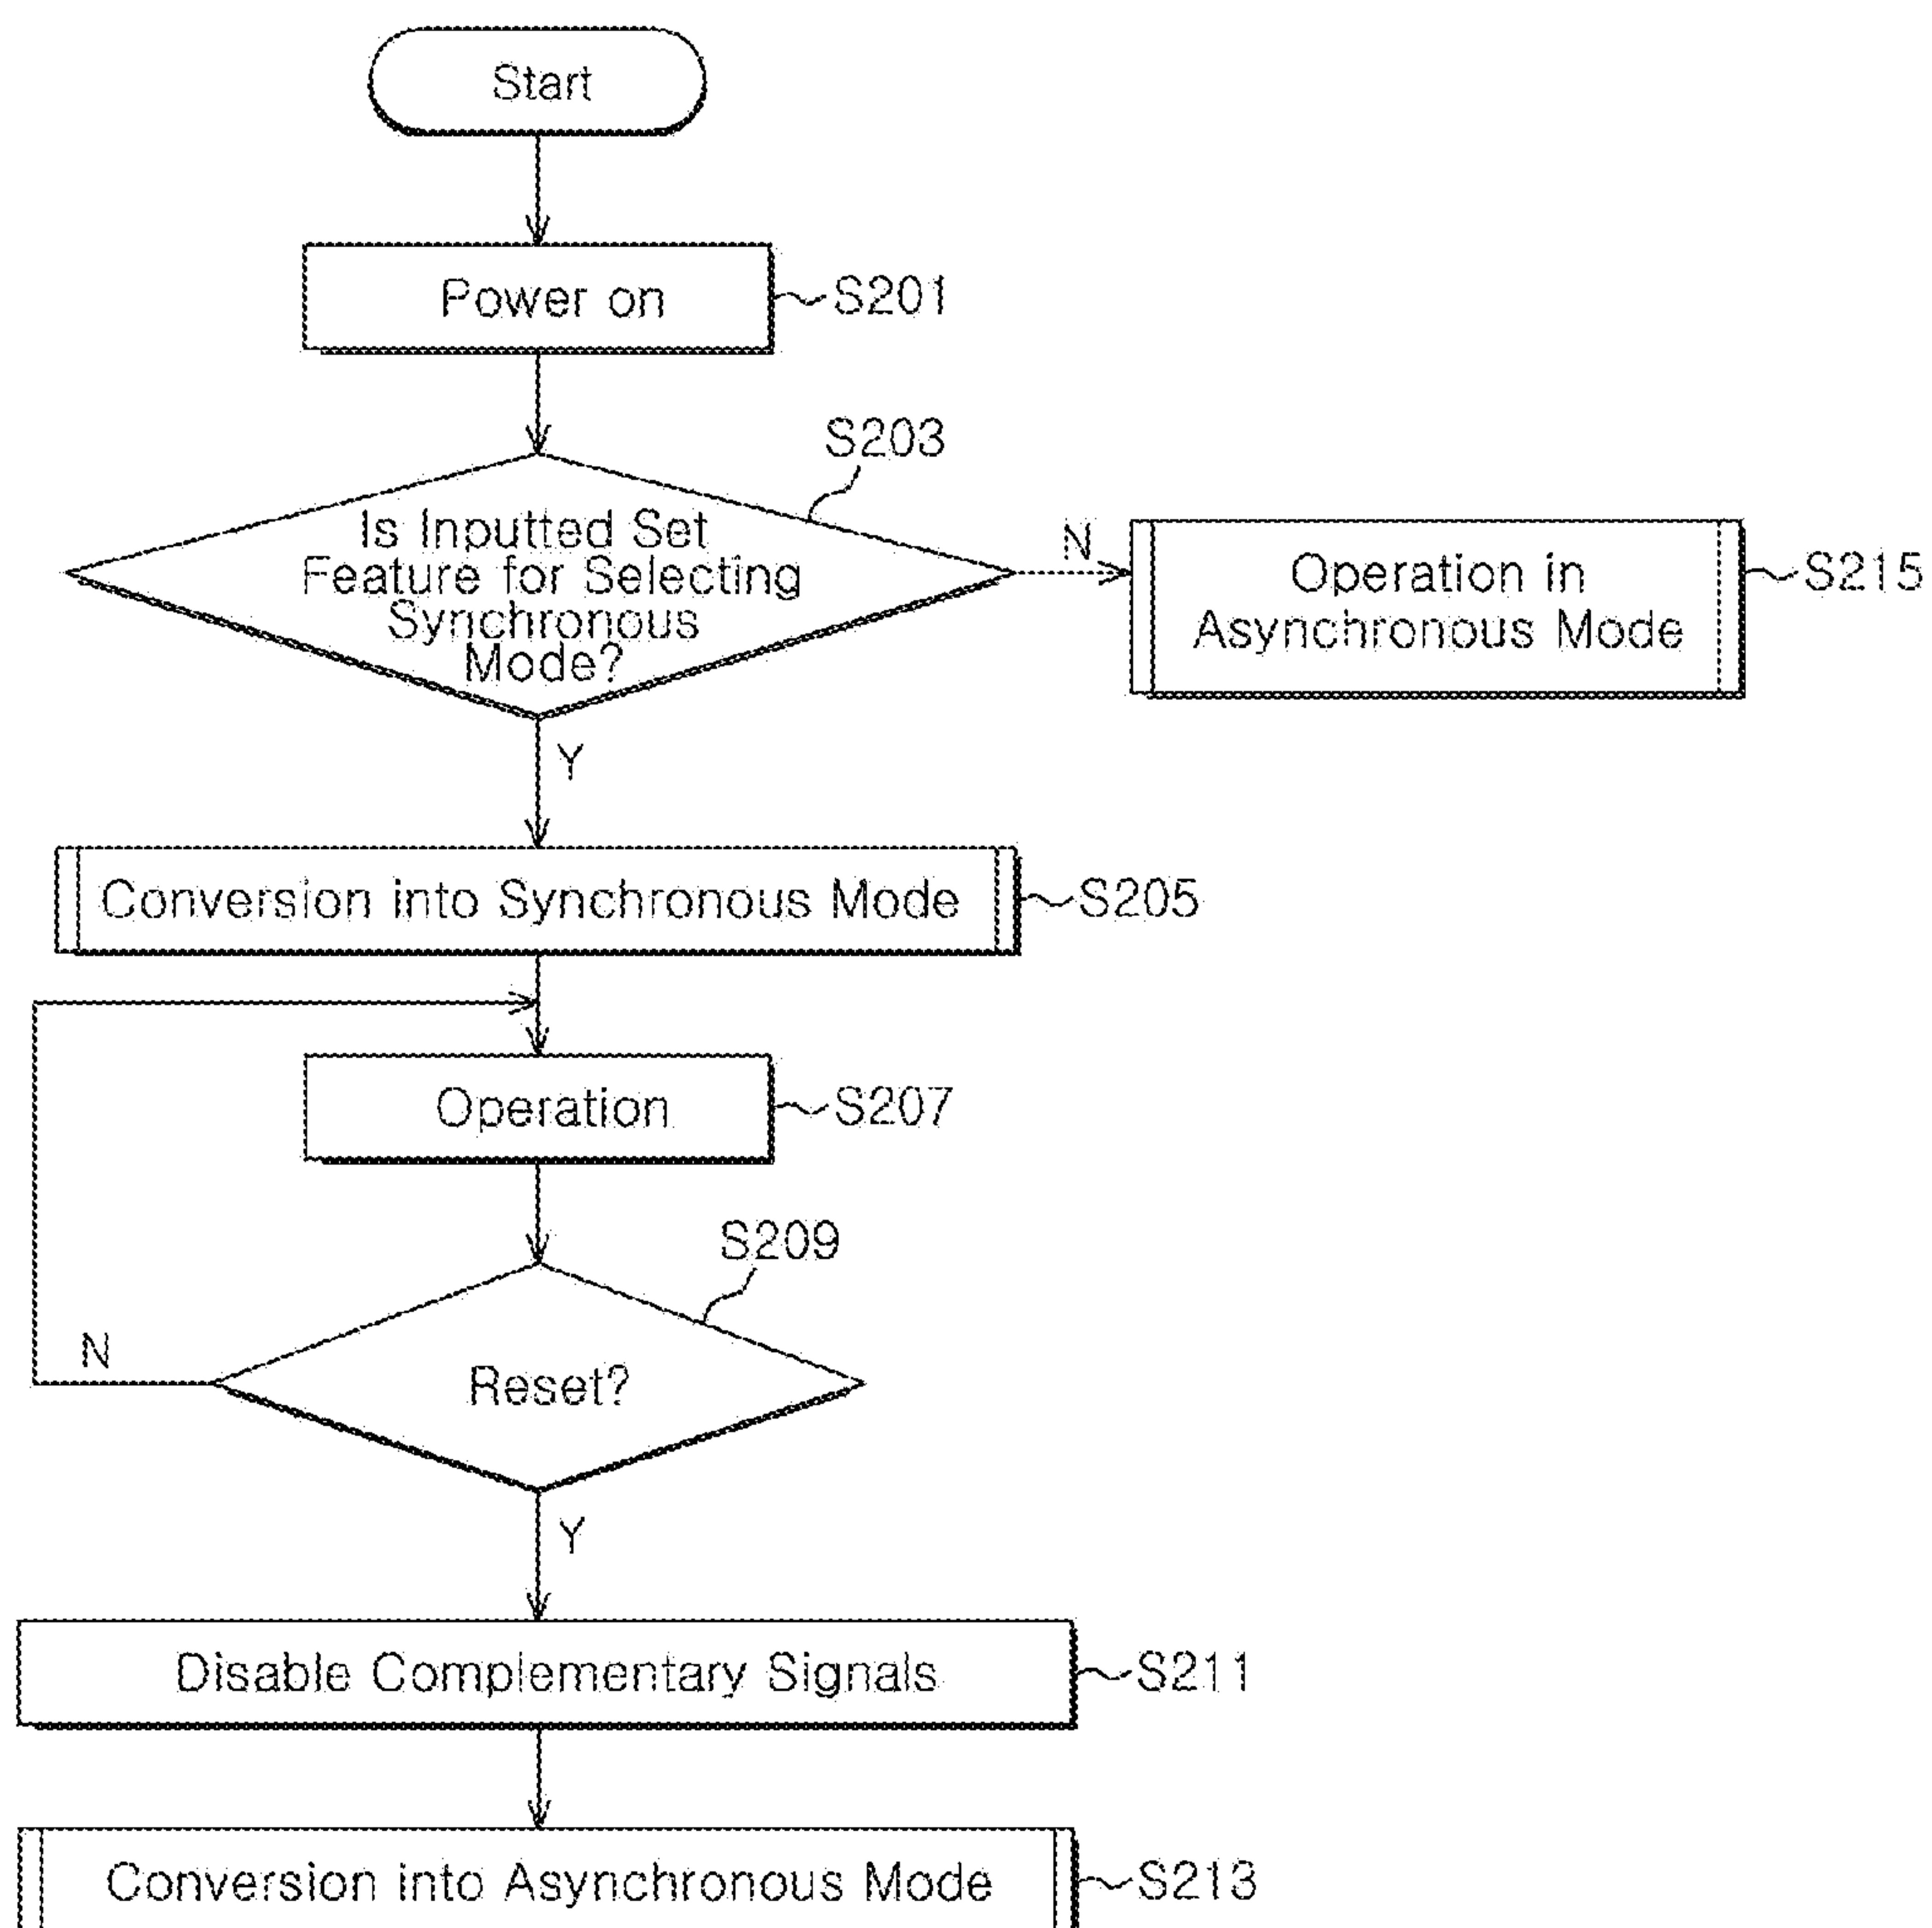 Start
Power on
S201
S203
Is Inputted Set
Feature for Selecting
Synchronous
Mode?
N
Operation in
Asynchronous Mode
S215
Y
Conversion into Synchronous Mode
S205
Operation
S207
S209
Reset?
N
Y
Disable Complementary Signals
S211
Conversion into Asynchronous Mode
S213